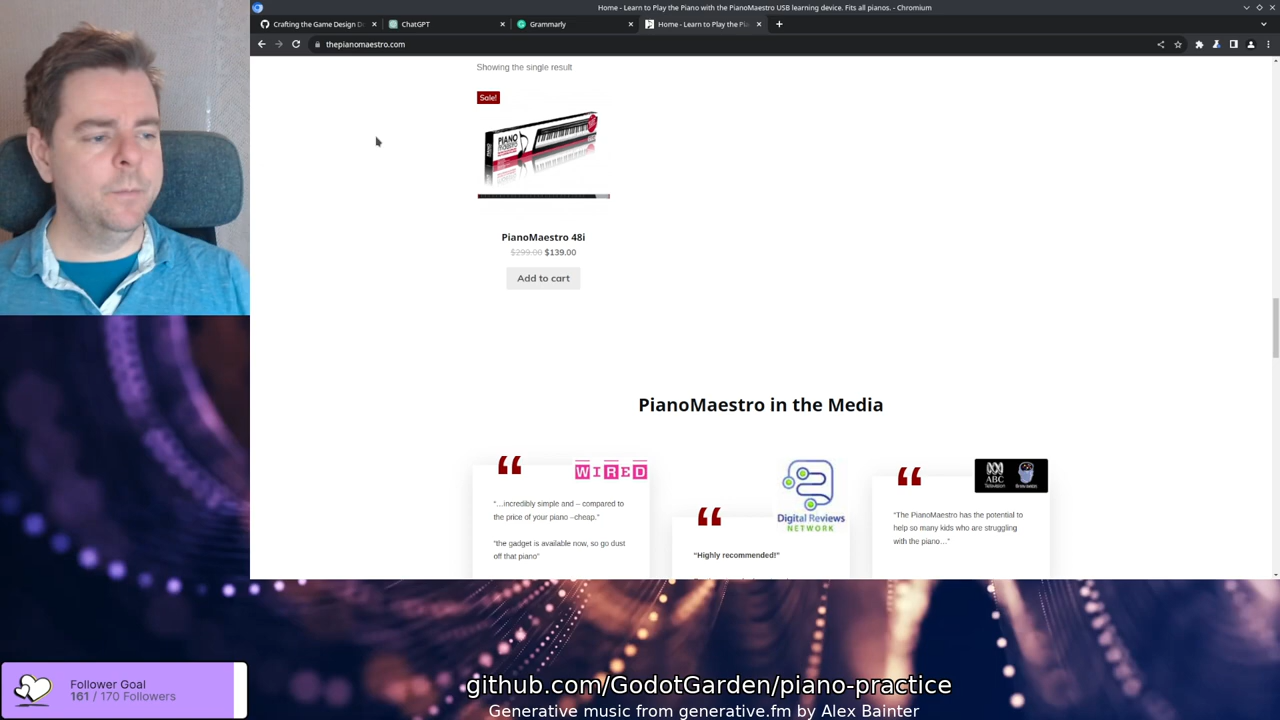 Home - Learn to Play the Piano with the PianoMaestro USB learning device. Fits all pianos. - Chromium
Crafting the Game Design D
ChatGPT
Grammarly
Home - Learn to Play the Pia
thepianomaestro.com
Showing the single result
Sale!
PIANO
maestro
PianoMaestro 48i
$299.00 $139.00
Add to cart
PianoMaestro in the Media
WIRED
"...incredibly simple and – compared to
the price of your piano –cheap."
"the gadget is available now, so go dust
off that piano"
Digital Reviews
NETWORK
"Highly recommended!"
ABC
Television
"The PianoMaestro has the potential to
help so many kids who are struggling
with the piano..."
Follower Goal
161 / 170 Followers
github.com/GodotGarden/piano-practice
Generative music from generative.fm by Alex Bainter